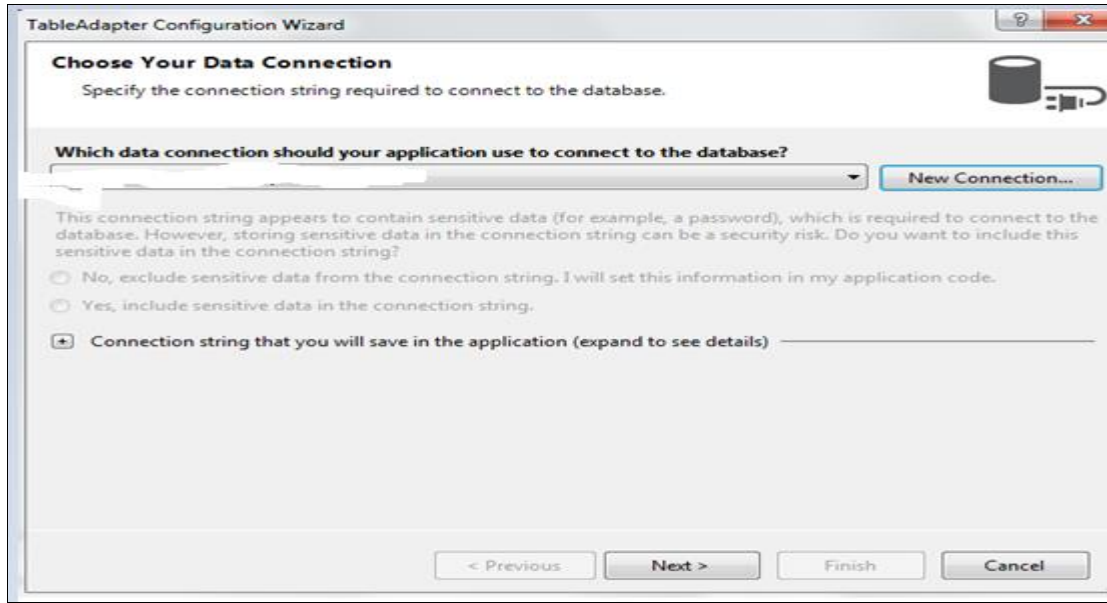 TableAdapter Configuration Wizard
Choose Your Data Connection
Specify the connection string required to connect to the database.
Which data connection should your application use to connect to the database?
New Connection...
This connection string appears to contain sensitive data (for example, a password), which is required to connect to the
database. However, storing sensitive data in the connection string can be a security risk. Do you want to include this
sensitive data in the connection string?
No, exclude sensitive data from the connection string. I will set this information in my application code.
Yes, include sensitive data in the connection string.
Connection string that you will save in the application (expand to see details)
< Previous
Next >
Finish
Cancel